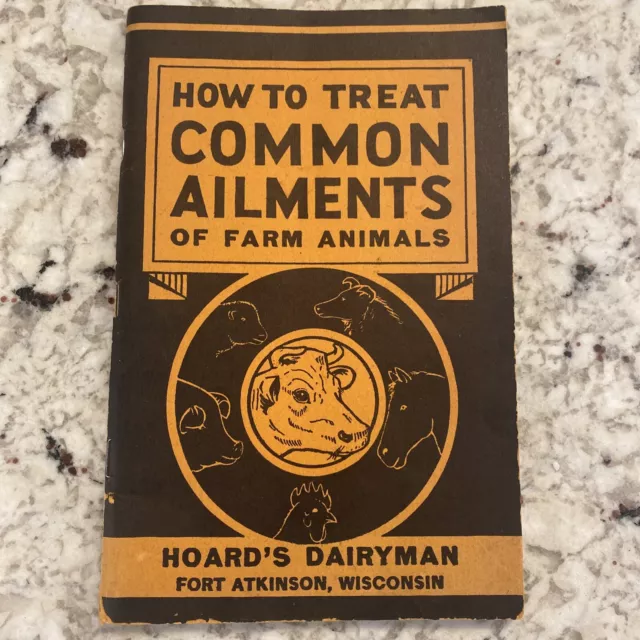 HOW TO TREAT
COMMON
AILMENTS
OF FARM ANIMALS
HOARD'S DAIRYMAN
FORT ATKINSON, WISCONSIN